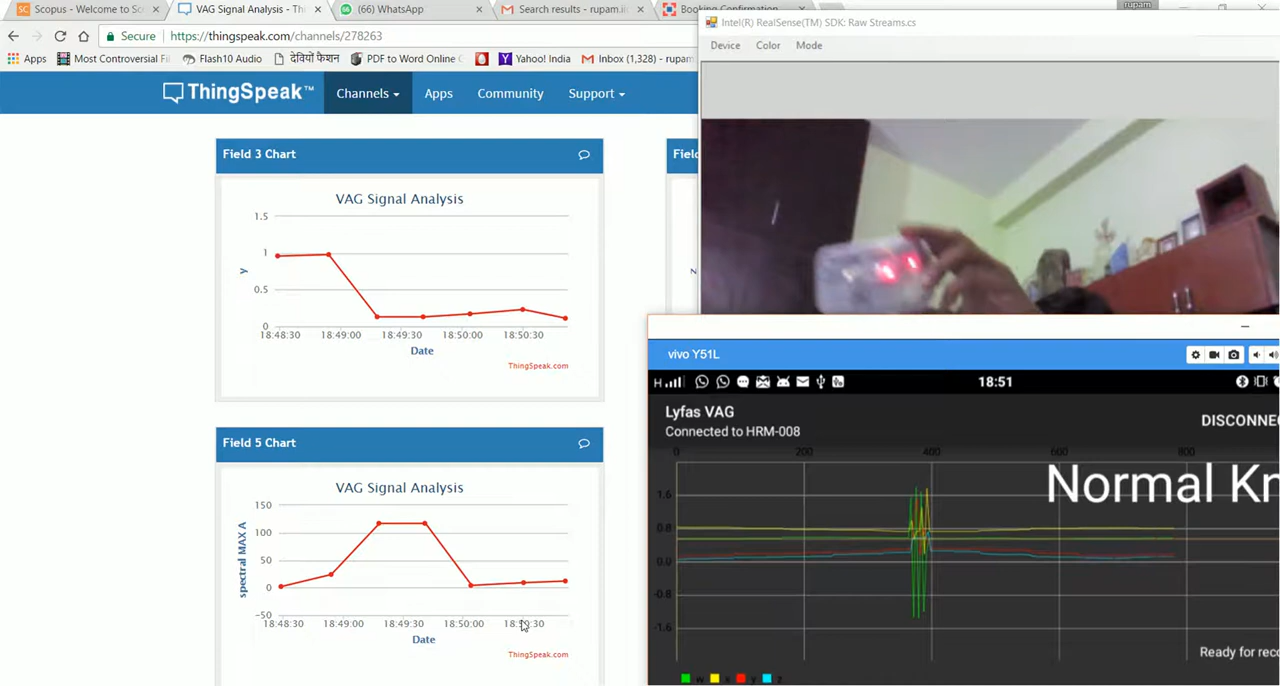 Scopus - Welcome to Sc
VAG Signal Analysis - Th
(66) WhatsApp
Search results - rupam.ii
Booking Confirmation
rupam
Secure
https://thingspeak.com/channels/278263
Apps
Most Controversial Fi
Flash10 Audio
देवियों फैशन
PDF to Word Online
Yahoo! India
Inbox (1,328) - rupam
ThingSpeak™
Channels
Apps
Community
Support
Field 3 Chart
VAG Signal Analysis
1.5
1
0.5
0
y
18:48:30
18:49:00
18:49:30
18:50:00
18:50:30
Date
ThingSpeak.com
Field 5 Chart
VAG Signal Analysis
150
100
50
0
-50
spectral MAX A
18:48:30
18:49:00
18:49:30
18:50:00
18:50:30
Date
ThingSpeak.com
Fiel
Intel(R) RealSense(TM) SDK: Raw Streams.cs
Device
Color
Mode
vivo Y51L
H
18:51
Lyfas VAG
Connected to HRM-008
DISCONNE
0
200
400
600
800
Normal Kn
1.6
0.8
0.0
-0.8
-1.6
Ready for reco